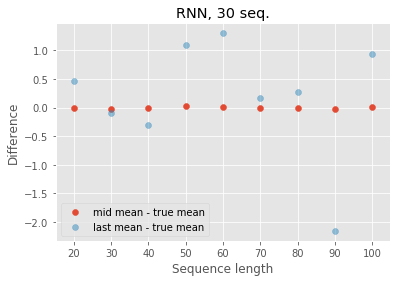 RNN, 30 seq.
Difference
1.0
0.5
0.0
−0.5
−1.0
−1.5
−2.0
mid mean - true mean
last mean - true mean
20 30 40 50 60 70 80 90 100
Sequence length